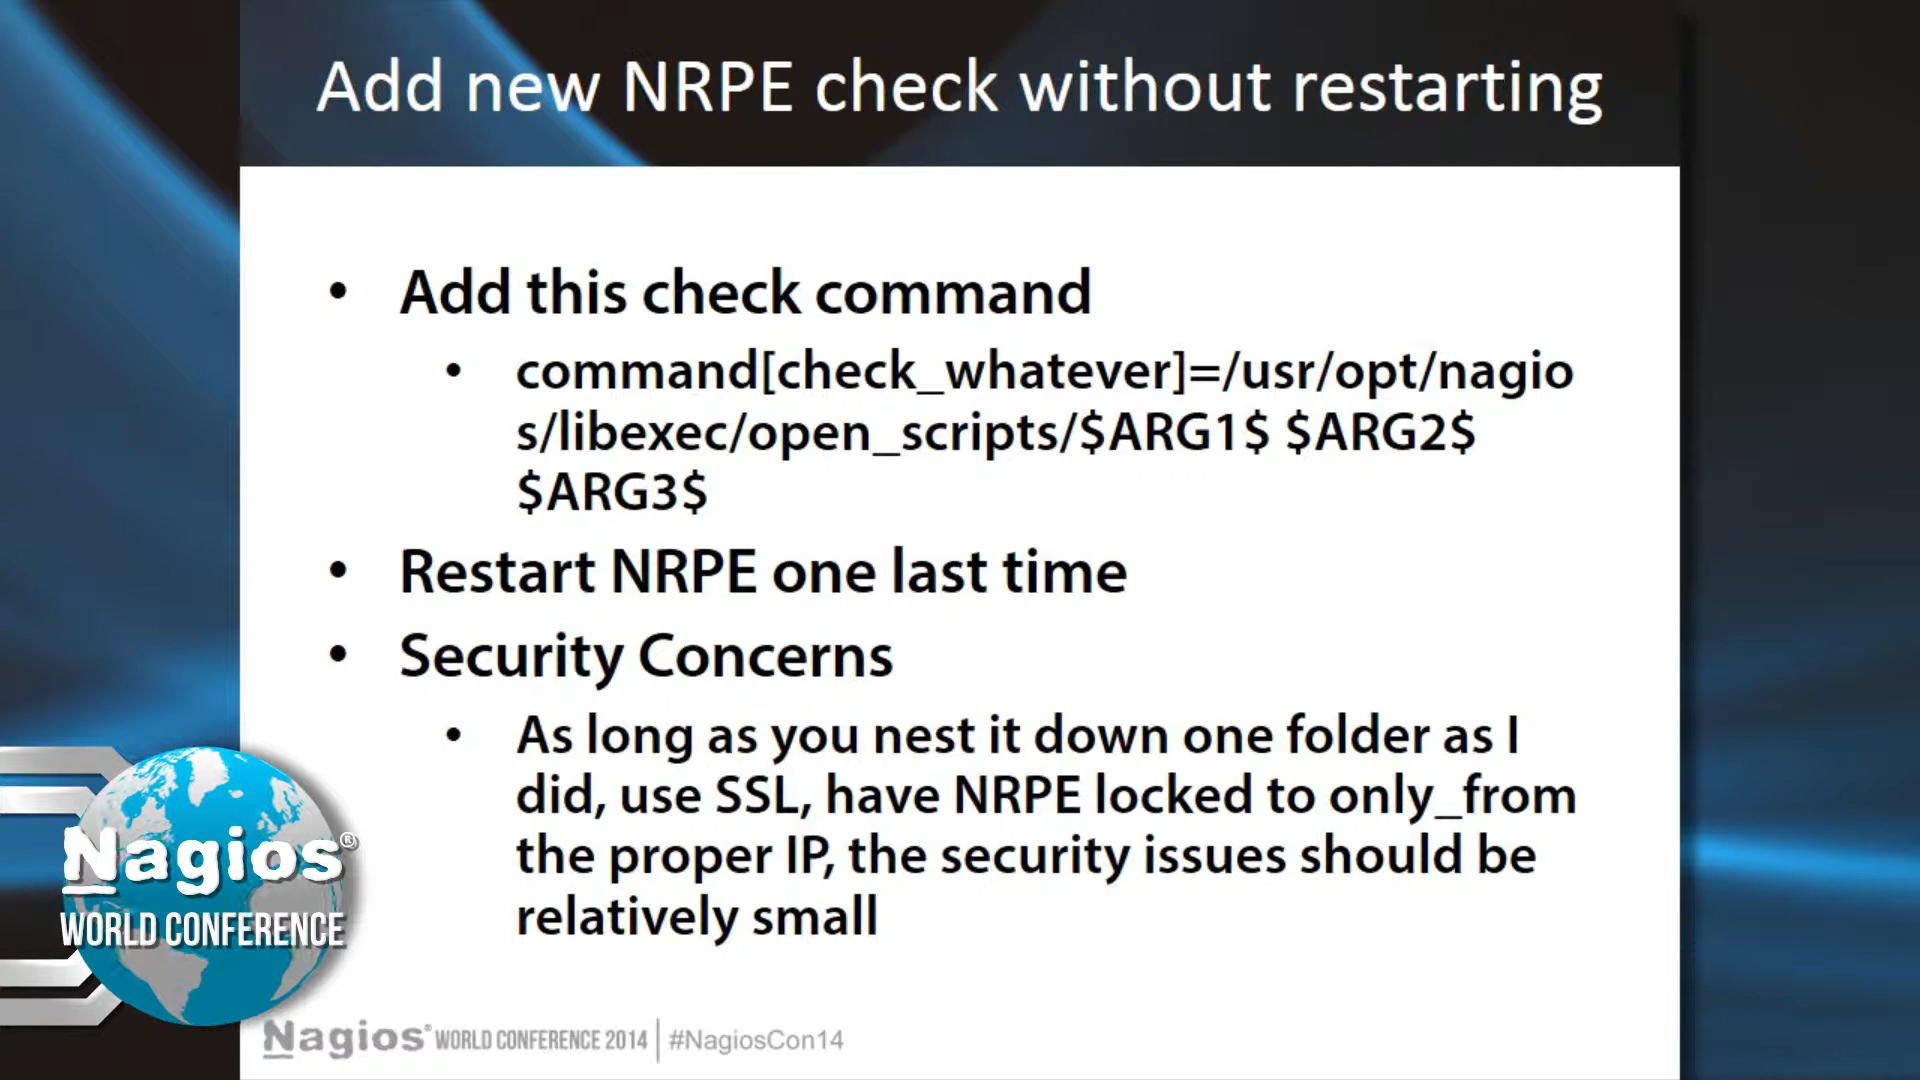 Add new NRPE check without restarting
• Add this check command
• command[check_whatever]=/usr/opt/nagio
s/libexec/open_scripts/$ARG1$ $ARG2$
$ARG3$
• Restart NRPE one last time
• Security Concerns
• As long as you nest it down one folder as I
did, use SSL, have NRPE locked to only_from
the proper IP, the security issues should be
relatively small
Nagios®
WORLD CONFERENCE
Nagios® WORLD CONFERENCE 2014 | #NagiosCon14